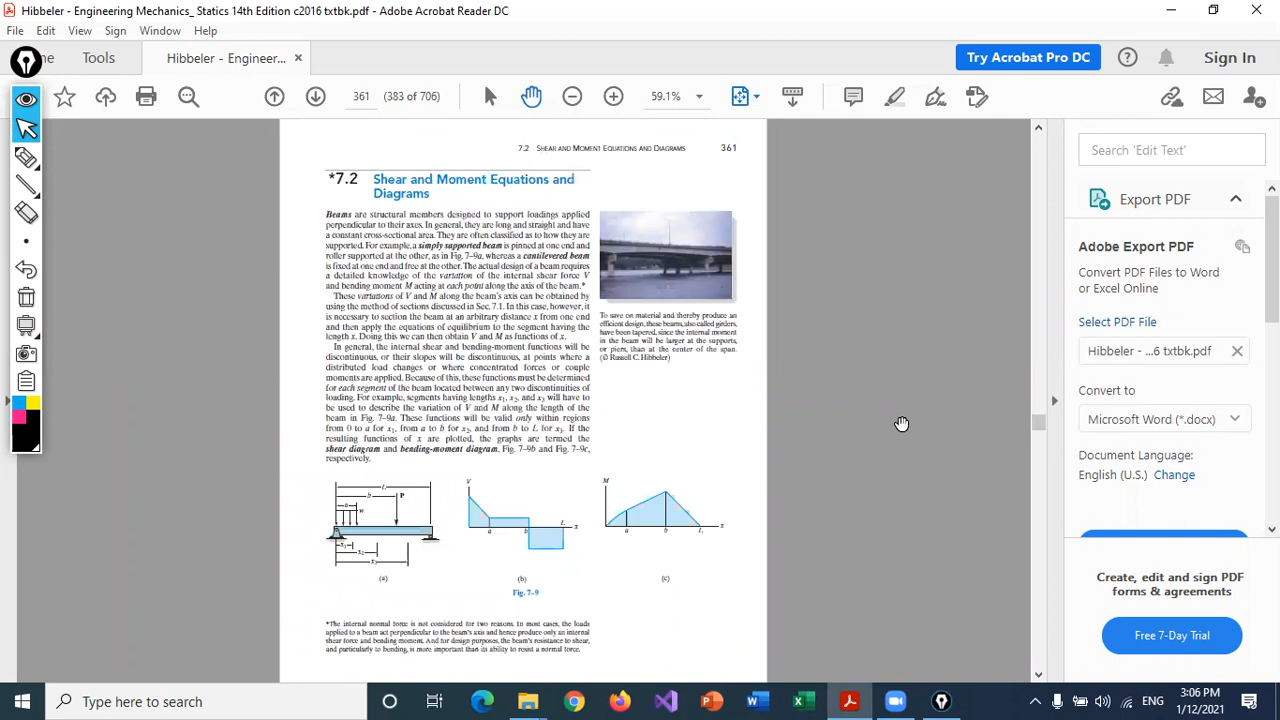 Hibbeler - Engineering Mechanics_ Statics 14th Edition c2016 txtbk.pdf - Adobe Acrobat Reader DC
File Edit View Sign Window Help
me Tools Hibbeler - Engineer... × Try Acrobat Pro DC Sign In
361 (383 of 706) 59.1%
7.2 SHEAR AND MOMENT EQUATIONS AND DIAGRAMS 361
*7.2 Shear and Moment Equations and
Diagrams
Beams are structural members designed to support loadings applied
perpendicular to their axes. In general, they are long and straight and have
a constant cross-sectional area. They are often classified as to how they are
supported. For example, a simply supported beam is pinned at one end and
roller supported at the other, as in Fig. 7–9a, whereas a cantilevered beam
is fixed at one end and free at the other. The actual design of a beam requires
a detailed knowledge of the variation of the internal shear force V
and bending moment M acting at each point along the axis of the beam.*
These variations of V and M along the beam's axis can be obtained by
using the method of sections discussed in Sec. 7.1. In this case, however, it
is necessary to section the beam at an arbitrary distance x from one end
and then apply the equations of equilibrium to the segment having the
length x. Doing this we can then obtain V and M as functions of x.
In general, the internal shear and bending-moment functions will be
discontinuous, or their slopes will be discontinuous, at points where a
distributed load changes or where concentrated forces or couple
moments are applied. Because of this, these functions must be determined
for each segment of the beam located between any two discontinuities of
loading. For example, segments having lengths x1, x2, and x3 will have to
be used to describe the variation of V and M along the length of the
beam in Fig. 7–9a. These functions will be valid only within regions
from 0 to a for x1, from a to b for x2, and from b to L for x3. If the
resulting functions of x are plotted, the graphs are termed the
shear diagram and bending-moment diagram, Fig. 7–9b and Fig. 7–9c,
respectively.
To save on material and thereby produce an
efficient design, these beams, also called girders,
have been tapered, since the internal moment
in the beam will be larger at the supports,
or piers, than at the center of the span.
(© Russell C. Hibbeler)
L
b P
a w
x1
x2
x3
(a)
V
a b L x
(b)
M
a b L x
(c)
Fig. 7–9
*The internal normal force is not considered for two reasons. In most cases, the loads
applied to a beam act perpendicular to the beam's axis and hence produce only an internal
shear force and bending moment. And for design purposes, the beam's resistance to shear,
and particularly to bending, is more important than its ability to resist a normal force.
Search 'Edit Text'
Export PDF
Adobe Export PDF
Convert PDF Files to Word
or Excel Online
Select PDF File
Hibbeler - ...6 txtbk.pdf ×
Convert to
Microsoft Word (*.docx)
Document Language:
English (U.S.) Change
Create, edit and sign PDF
forms & agreements
Free 7-Day Trial
Type here to search
ENG
3:06 PM
1/12/2021